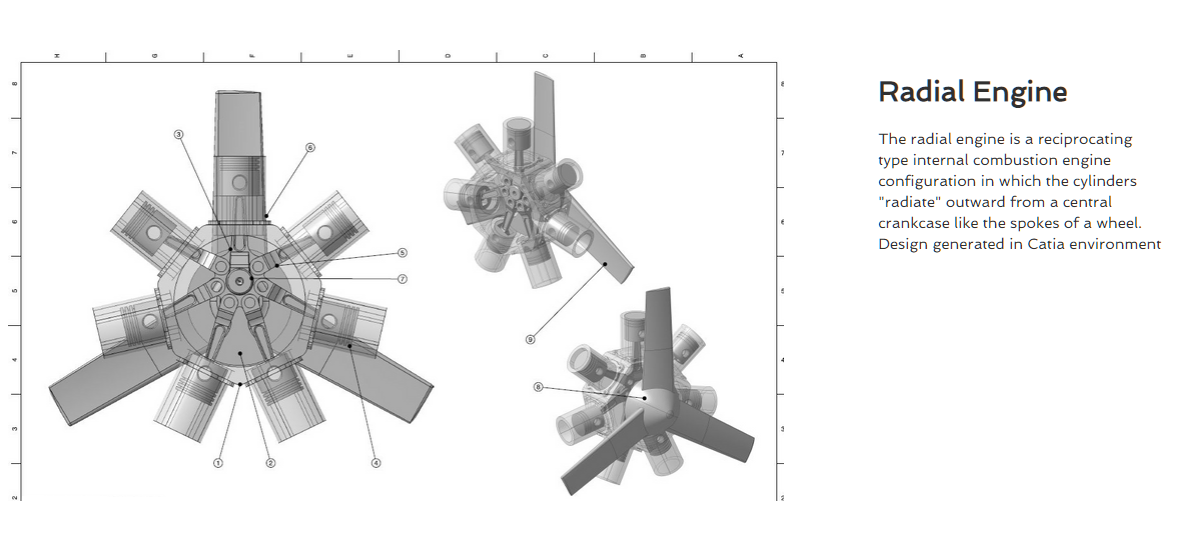 H G F E D C B A
8
7
6
5
4
3
2
3
6
5
7
1
2
4
9
8
Radial Engine
The radial engine is a reciprocating
type internal combustion engine
configuration in which the cylinders
"radiate" outward from a central
crankcase like the spokes of a wheel.
Design generated in Catia environment